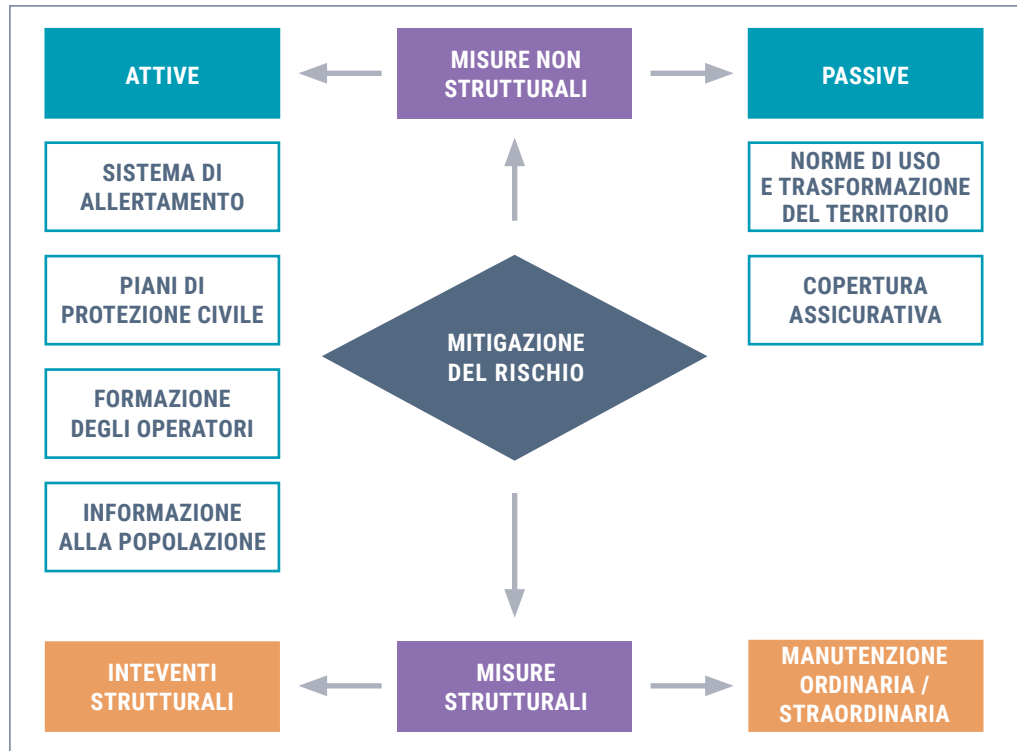 ATTIVE
MISURE NON
STRUTTURALI
PASSIVE
SISTEMA DI
ALLERTAMENTO
NORME DI USO
E TRASFORMAZIONE
DEL TERRITORIO
PIANI DI
PROTEZIONE CIVILE
COPERTURA
ASSICURATIVA
MITIGAZIONE
DEL RISCHIO
FORMAZIONE
DEGLI OPERATORI
INFORMAZIONE
ALLA POPOLAZIONE
INTEVENTI
STRUTTURALI
MISURE
STRUTTURALI
MANUTENZIONE
ORDINARIA /
STRAORDINARIA